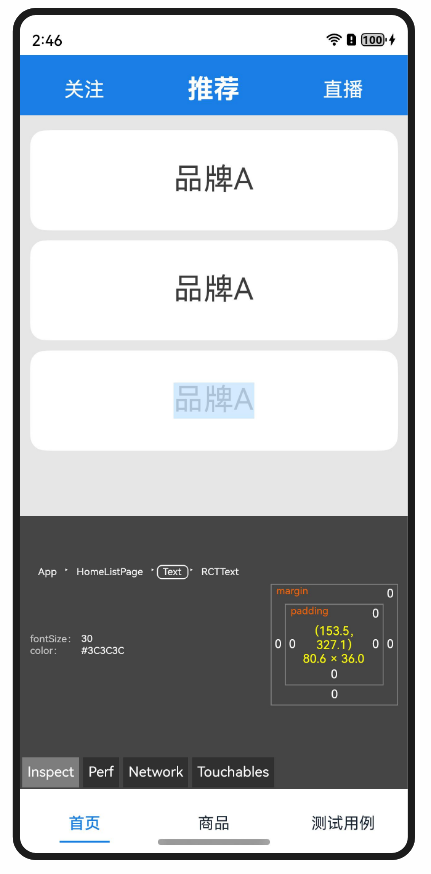 2:46 100
关注 推荐 直播
品牌A
品牌A
品牌A
App ‣ HomeListPage ‣ Text ‣ RCTText
margin 0
padding 0
fontSize: 30
color: #3C3C3C
0 0 (153.5, 327.1) 0 0
80.6 × 36.0
0
0
Inspect Perf Network Touchables
首页 商品 测试用例